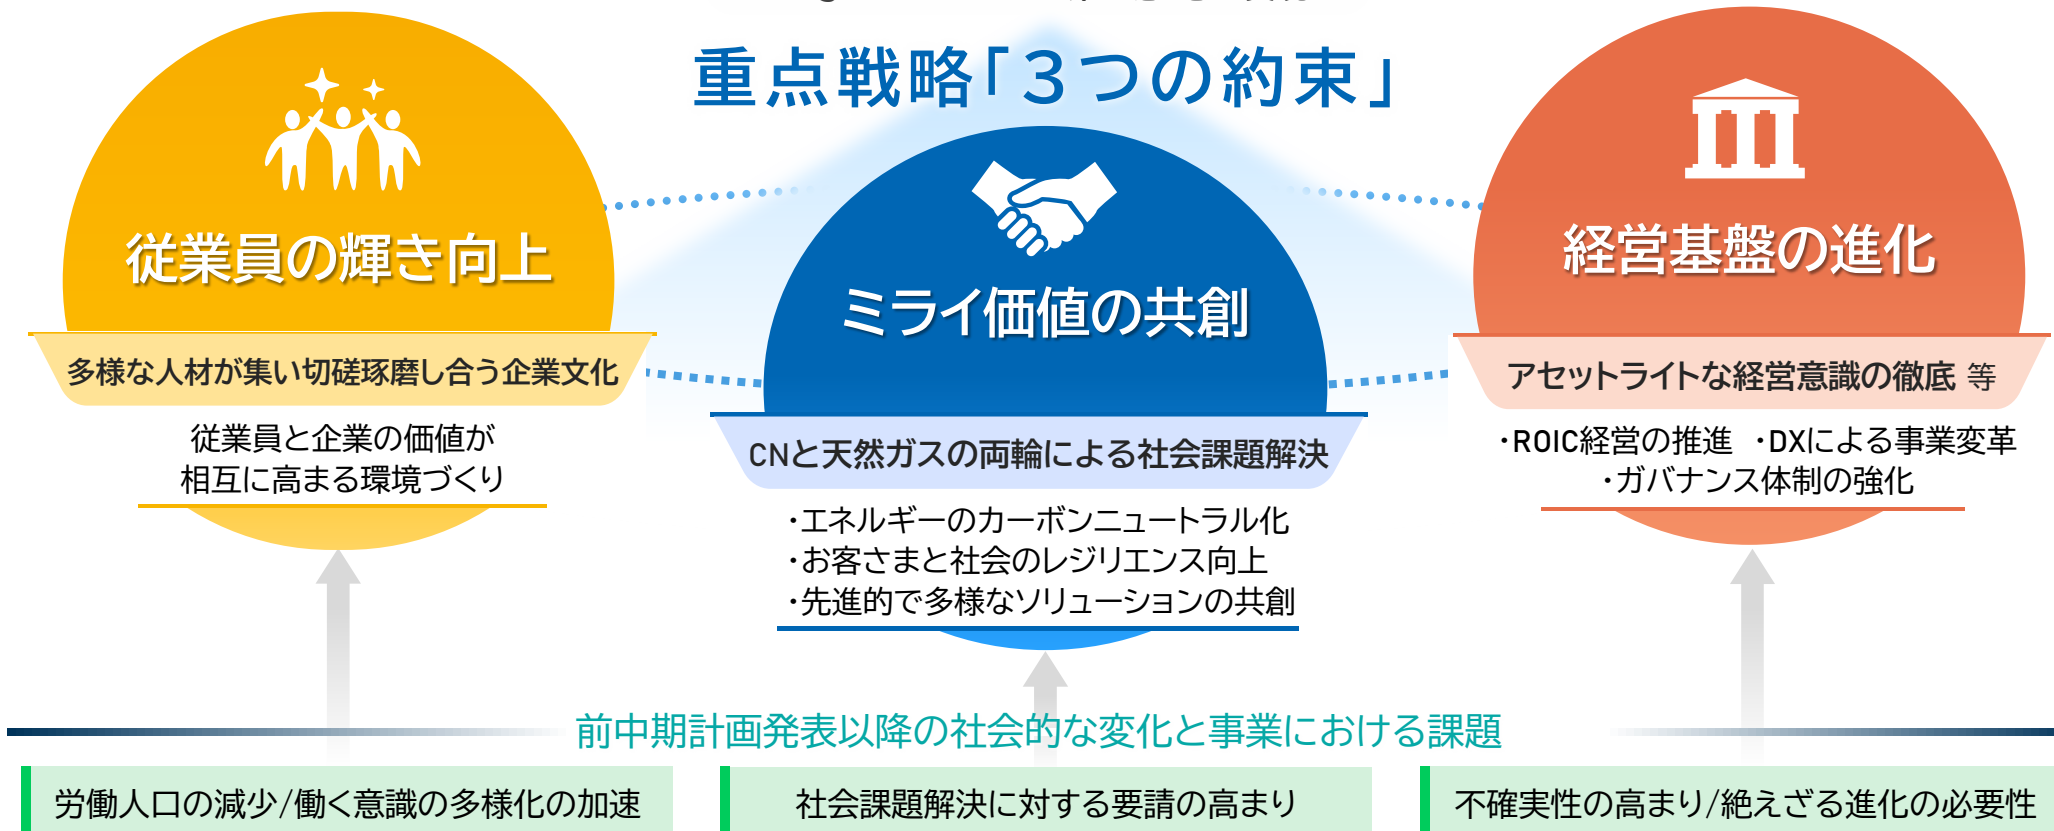 重点戦略「3つの約束」
従業員の輝き向上
多様な人材が集い切磋琢磨し合う企業文化
従業員と企業の価値が
相互に高まる環境づくり
ミライ価値の共創
CNと天然ガスの両輪による社会課題解決
・エネルギーのカーボンニュートラル化
・お客さまと社会のレジリエンス向上
・先進的で多様なソリューションの共創
経営基盤の進化
アセットライトな経営意識の徹底 等
・ROIC経営の推進 ・DXによる事業変革
・ガバナンス体制の強化
前中期計画発表以降の社会的な変化と事業における課題
労働人口の減少/働く意識の多様化の加速
社会課題解決に対する要請の高まり
不確実性の高まり/絶えざる進化の必要性